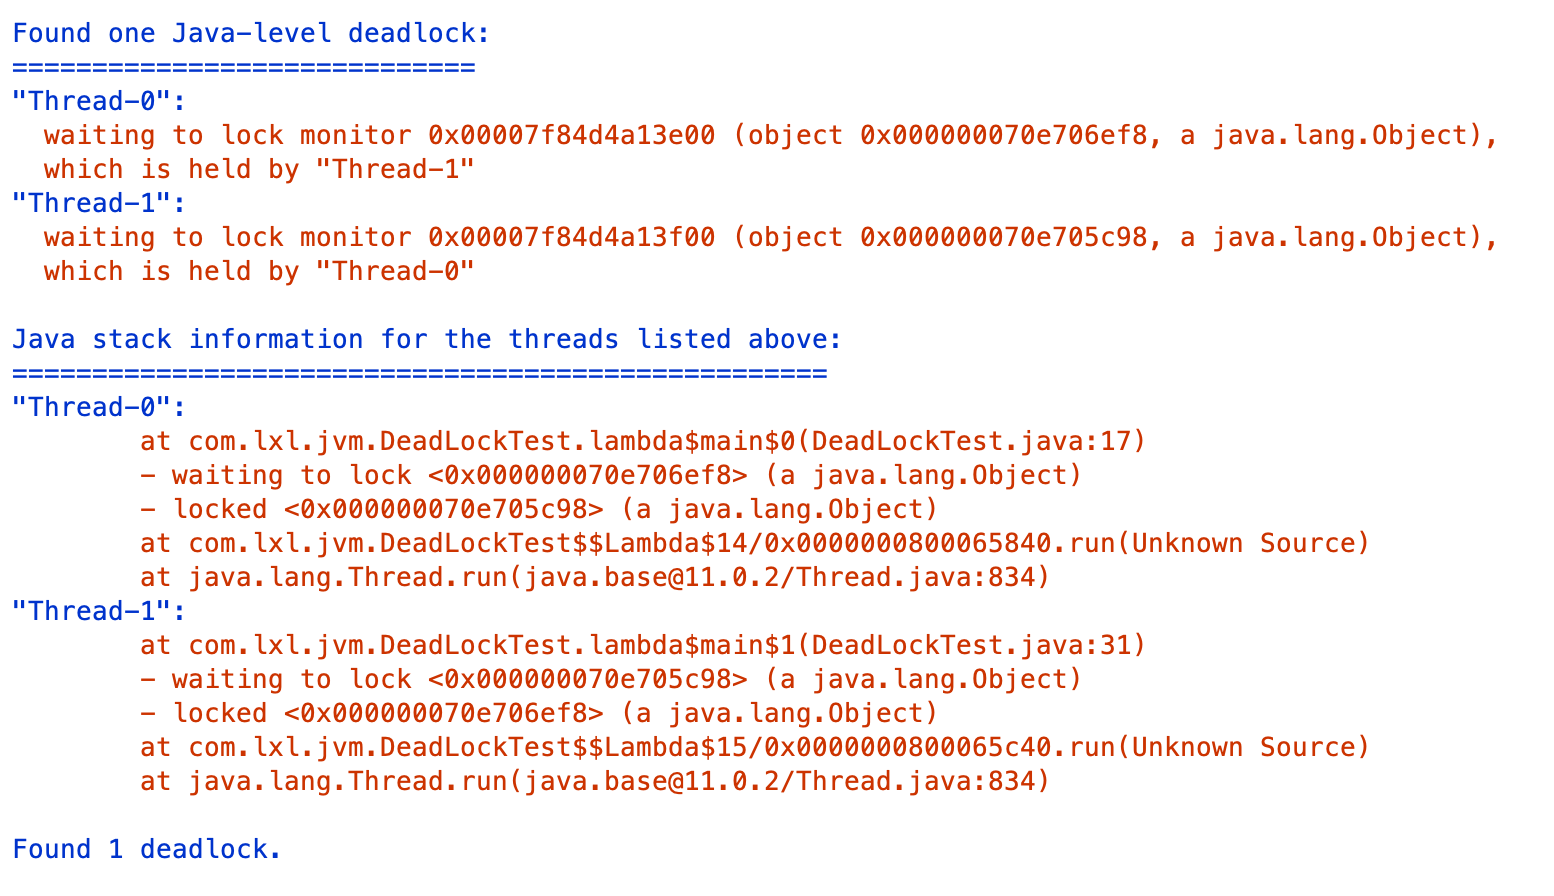 Found one Java-level deadlock:
=============================
"Thread-0":
  waiting to lock monitor 0x00007f84d4a13e00 (object 0x000000070e706ef8, a java.lang.Object),
  which is held by "Thread-1"
"Thread-1":
  waiting to lock monitor 0x00007f84d4a13f00 (object 0x000000070e705c98, a java.lang.Object),
  which is held by "Thread-0"

Java stack information for the threads listed above:
===================================================
"Thread-0":
        at com.lxl.jvm.DeadLockTest.lambda$main$0(DeadLockTest.java:17)
        - waiting to lock <0x000000070e706ef8> (a java.lang.Object)
        - locked <0x000000070e705c98> (a java.lang.Object)
        at com.lxl.jvm.DeadLockTest$$Lambda$14/0x0000000800065840.run(Unknown Source)
        at java.lang.Thread.run(java.base@11.0.2/Thread.java:834)
"Thread-1":
        at com.lxl.jvm.DeadLockTest.lambda$main$1(DeadLockTest.java:31)
        - waiting to lock <0x000000070e705c98> (a java.lang.Object)
        - locked <0x000000070e706ef8> (a java.lang.Object)
        at com.lxl.jvm.DeadLockTest$$Lambda$15/0x0000000800065c40.run(Unknown Source)
        at java.lang.Thread.run(java.base@11.0.2/Thread.java:834)

Found 1 deadlock.